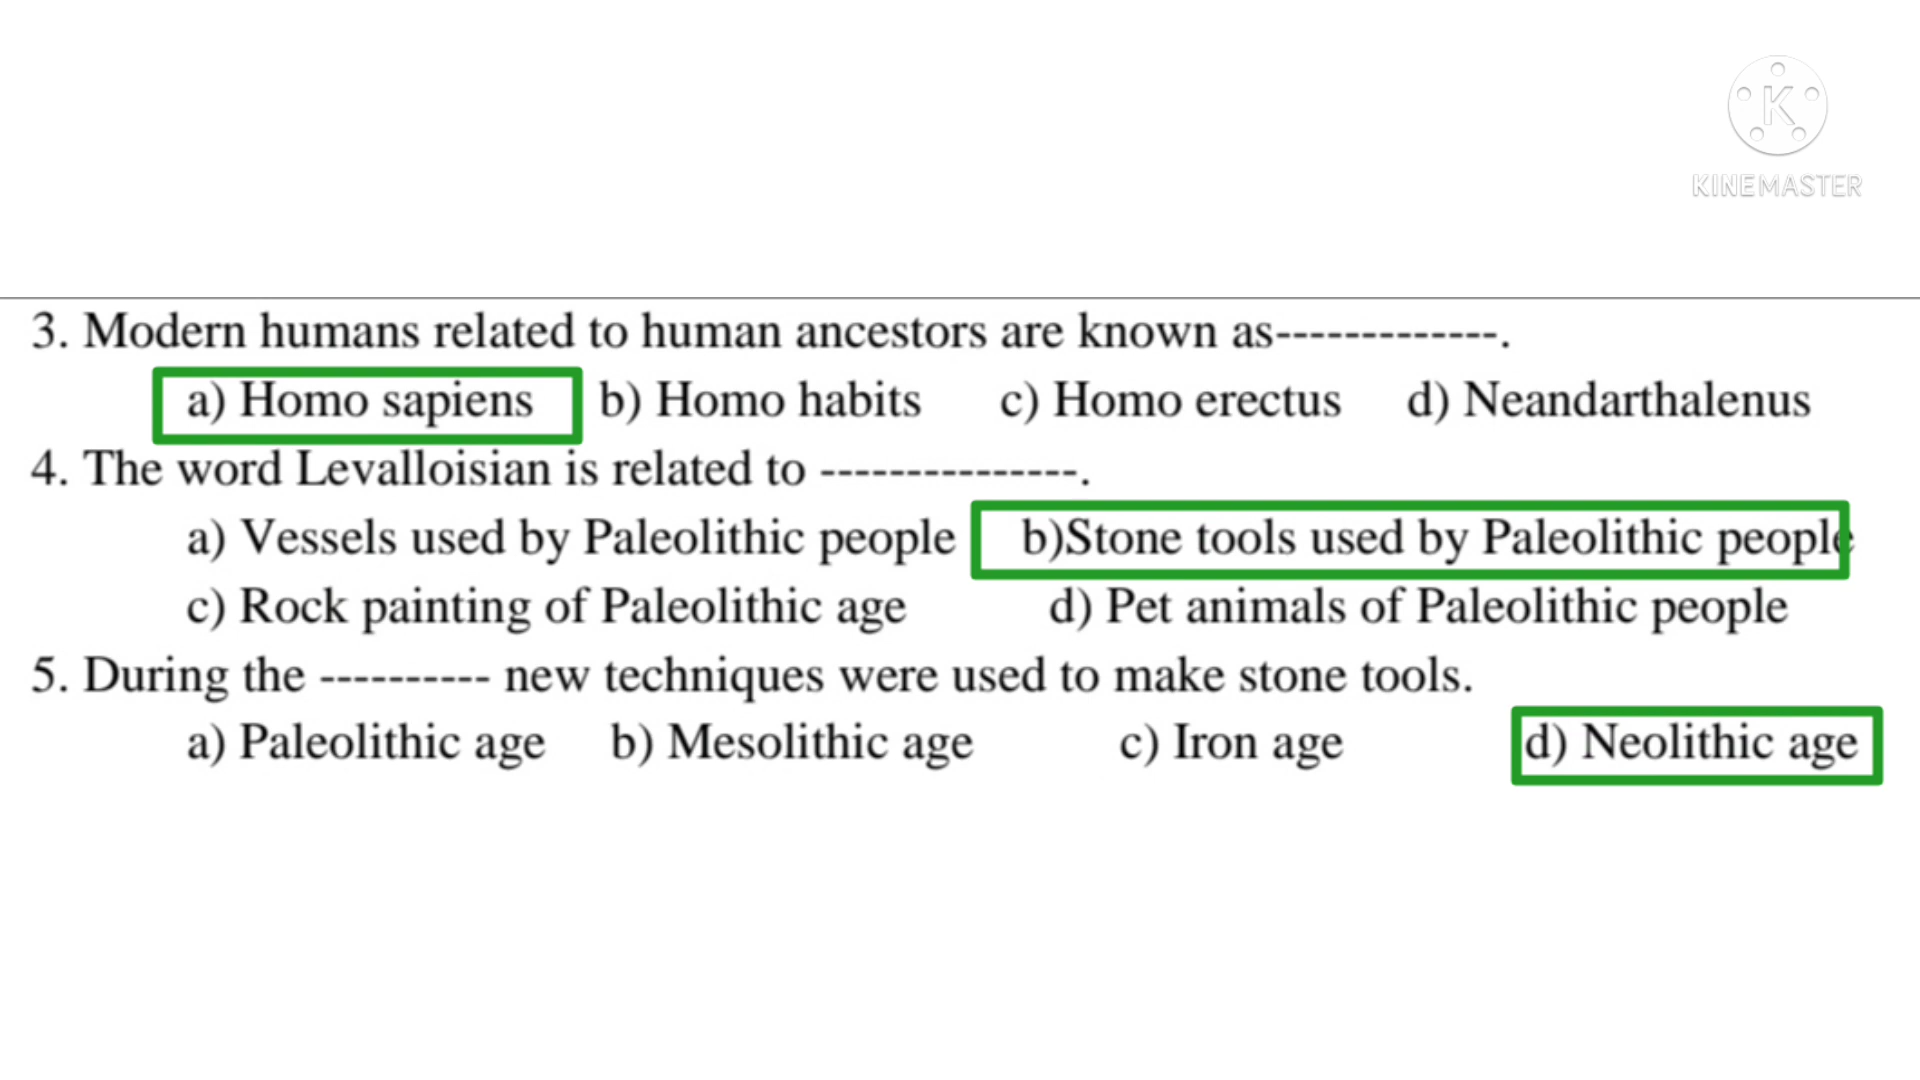 K
KINEMASTER
3. Modern humans related to human ancestors are known as-------------.
a) Homo sapiens b) Homo habits c) Homo erectus d) Neandarthalenus
4. The word Levalloisian is related to ---------------.
a) Vessels used by Paleolithic people b)Stone tools used by Paleolithic people
c) Rock painting of Paleolithic age d) Pet animals of Paleolithic people
5. During the ---------- new techniques were used to make stone tools.
a) Paleolithic age b) Mesolithic age c) Iron age d) Neolithic age